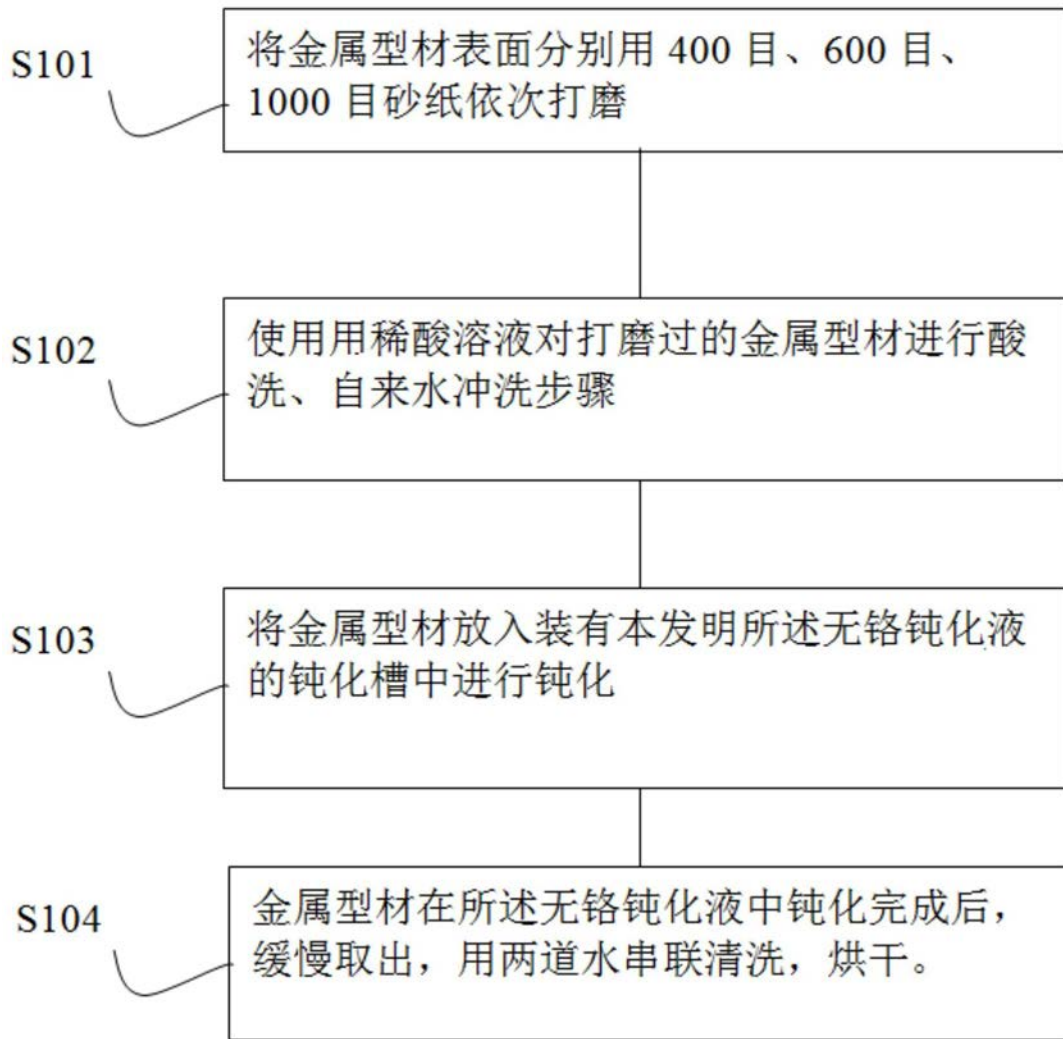 S101
将金属型材表面分别用 400 目、600 目、
1000 目砂纸依次打磨
S102
使用用稀酸溶液对打磨过的金属型材进行酸
洗、自来水冲洗步骤
S103
将金属型材放入装有本发明所述无铬钝化液
的钝化槽中进行钝化
S104
金属型材在所述无铬钝化液中钝化完成后，
缓慢取出，用两道水串联清洗，烘干。